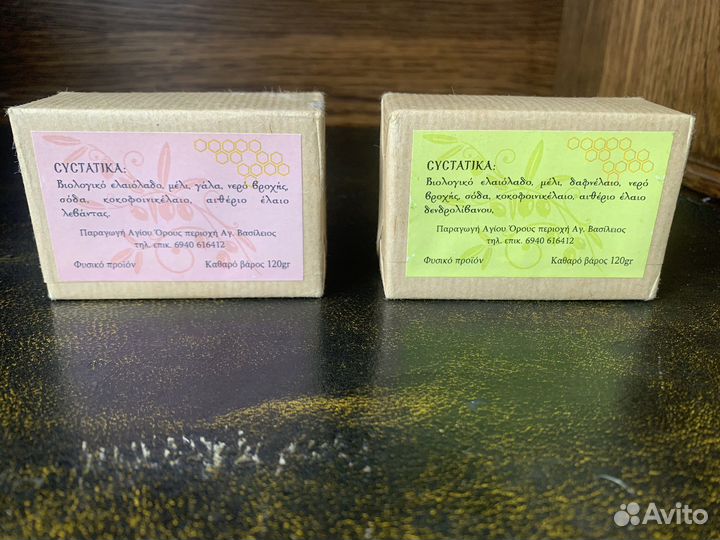 CYCTATIKA:
Βιολογικό ελαιόλαδο, μέλι, γάλα, νερό βροχής,
σόδα, κοκοφοινικέλαιο, αιθέριο έλαιο
λεβάντας.
Παραγωγή Αγίου Όρους περιοχή Αγ. Βασίλειος
τηλ. επικ. 6940 616412
Φυσικό προϊόν Καθαρό βάρος 120gr
CYCTATIKA:
Βιολογικό ελαιόλαδο, μέλι, δαφνέλαιο, νερό
βροχής, σόδα, κοκοφοινικέλαιο, αιθέριο έλαιο
δενδρολίβανου.
Παραγωγή Αγίου Όρους περιοχή Αγ. Βασίλειος
τηλ. επικ. 6940 616412
Φυσικό προϊόν Καθαρό βάρος 120gr
Avito